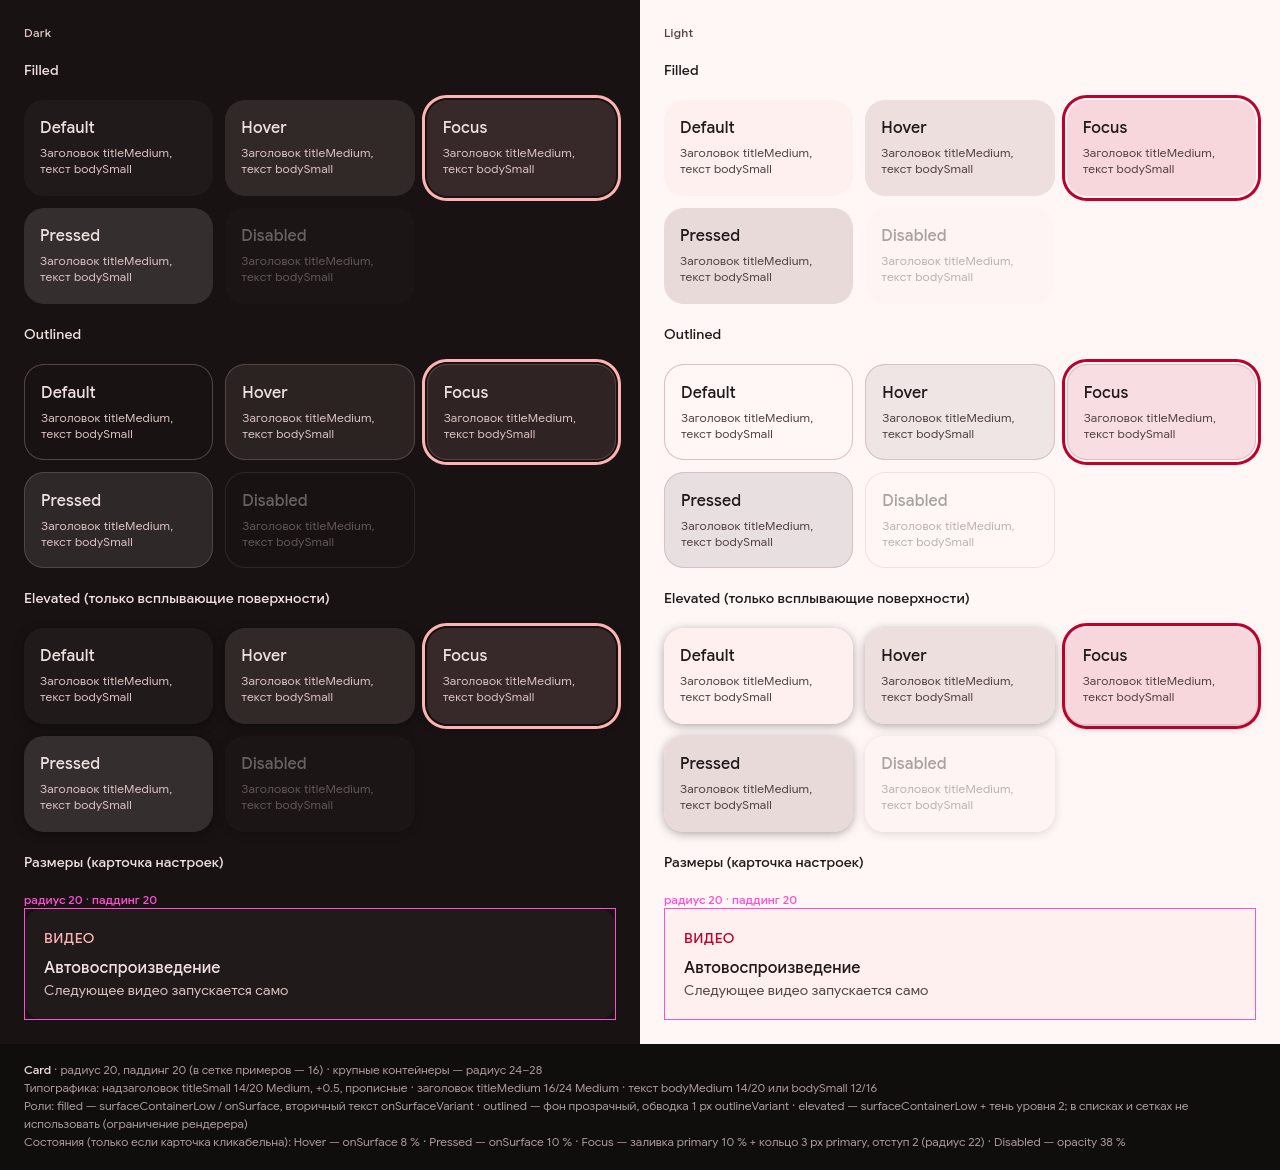 Dark
Filled
Default
Заголовок titleMedium,
текст bodySmall
Hover
Заголовок titleMedium,
текст bodySmall
Focus
Заголовок titleMedium,
текст bodySmall
Pressed
Заголовок titleMedium,
текст bodySmall
Disabled
Заголовок titleMedium,
текст bodySmall
Outlined
Default
Заголовок titleMedium,
текст bodySmall
Hover
Заголовок titleMedium,
текст bodySmall
Focus
Заголовок titleMedium,
текст bodySmall
Pressed
Заголовок titleMedium,
текст bodySmall
Disabled
Заголовок titleMedium,
текст bodySmall
Elevated (только всплывающие поверхности)
Default
Заголовок titleMedium,
текст bodySmall
Hover
Заголовок titleMedium,
текст bodySmall
Focus
Заголовок titleMedium,
текст bodySmall
Pressed
Заголовок titleMedium,
текст bodySmall
Disabled
Заголовок titleMedium,
текст bodySmall
Размеры (карточка настроек)
радиус 20 · паддинг 20
ВИДЕО
Автовоспроизведение
Следующее видео запускается само
Light
Filled
Default
Заголовок titleMedium,
текст bodySmall
Hover
Заголовок titleMedium,
текст bodySmall
Focus
Заголовок titleMedium,
текст bodySmall
Pressed
Заголовок titleMedium,
текст bodySmall
Disabled
Заголовок titleMedium,
текст bodySmall
Outlined
Default
Заголовок titleMedium,
текст bodySmall
Hover
Заголовок titleMedium,
текст bodySmall
Focus
Заголовок titleMedium,
текст bodySmall
Pressed
Заголовок titleMedium,
текст bodySmall
Disabled
Заголовок titleMedium,
текст bodySmall
Elevated (только всплывающие поверхности)
Default
Заголовок titleMedium,
текст bodySmall
Hover
Заголовок titleMedium,
текст bodySmall
Focus
Заголовок titleMedium,
текст bodySmall
Pressed
Заголовок titleMedium,
текст bodySmall
Disabled
Заголовок titleMedium,
текст bodySmall
Размеры (карточка настроек)
радиус 20 · паддинг 20
ВИДЕО
Автовоспроизведение
Следующее видео запускается само
Card · радиус 20, паддинг 20 (в сетке примеров — 16) · крупные контейнеры — радиус 24–28
Типографика: надзаголовок titleSmall 14/20 Medium, +0.5, прописные · заголовок titleMedium 16/24 Medium · текст bodyMedium 14/20 или bodySmall 12/16
Роли: filled — surfaceContainerLow / onSurface, вторичный текст onSurfaceVariant · outlined — фон прозрачный, обводка 1 px outlineVariant · elevated — surfaceContainerLow + тень уровня 2; в списках и сетках не
использовать (ограничение рендерера)
Состояния (только если карточка кликабельна): Hover — onSurface 8 % · Pressed — onSurface 10 % · Focus — заливка primary 10 % + кольцо 3 px primary, отступ 2 (радиус 22) · Disabled — opacity 38 %